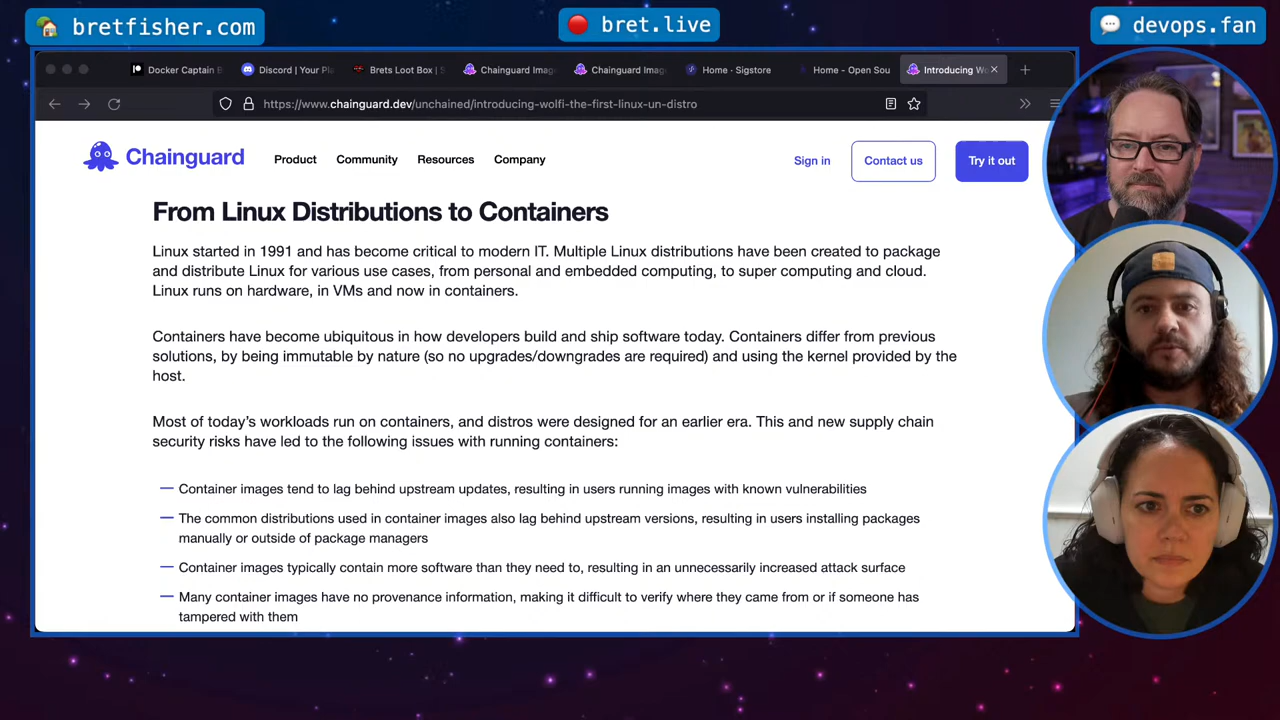 bretfisher.com
bret.live
devops.fan
Docker Captain B
Discord | Your Pl
Brets Loot Box | S
Chainguard Imag
Chainguard Imag
Home · Sigstore
Home - Open Sou
Introducing Wo
https://www.chainguard.dev/unchained/introducing-wolfi-the-first-linux-un-distro
Chainguard
Product
Community
Resources
Company
Sign in
Contact us
Try it out
From Linux Distributions to Containers
Linux started in 1991 and has become critical to modern IT. Multiple Linux distributions have been created to package
and distribute Linux for various use cases, from personal and embedded computing, to super computing and cloud.
Linux runs on hardware, in VMs and now in containers.
Containers have become ubiquitous in how developers build and ship software today. Containers differ from previous
solutions, by being immutable by nature (so no upgrades/downgrades are required) and using the kernel provided by the
host.
Most of today's workloads run on containers, and distros were designed for an earlier era. This and new supply chain
security risks have led to the following issues with running containers:
— Container images tend to lag behind upstream updates, resulting in users running images with known vulnerabilities
— The common distributions used in container images also lag behind upstream versions, resulting in users installing packages
manually or outside of package managers
— Container images typically contain more software than they need to, resulting in an unnecessarily increased attack surface
— Many container images have no provenance information, making it difficult to verify where they came from or if someone has
tampered with them